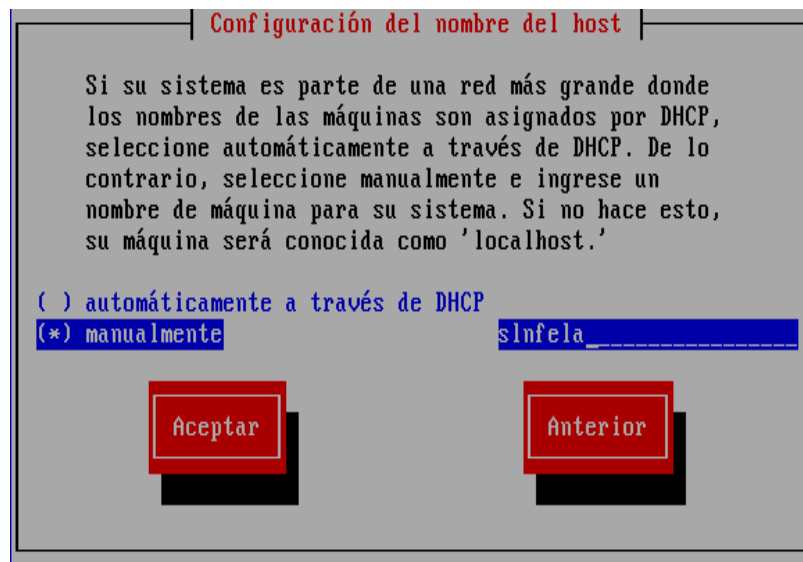 Configuración del nombre del host
Si su sistema es parte de una red más grande donde
los nombres de las máquinas son asignados por DHCP,
seleccione automáticamente a través de DHCP. De lo
contrario, seleccione manualmente e ingrese un
nombre de máquina para su sistema. Si no hace esto,
su máquina será conocida como 'localhost.'
( ) automáticamente a través de DHCP
(*) manualmente slnfela_________________
Aceptar Anterior